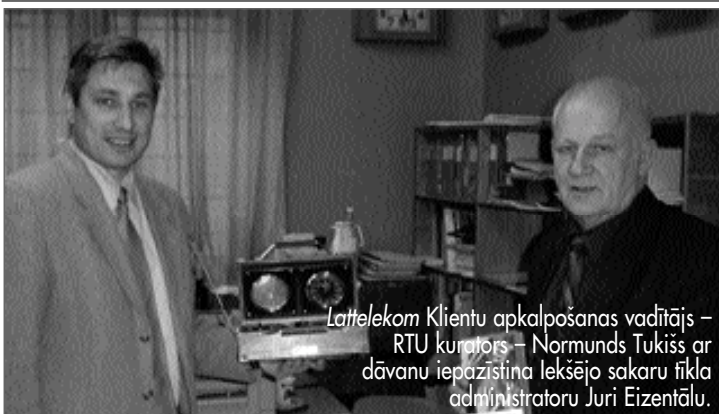 Lattelekom Klientu apkalpošanas vadītājs –
RTU kurators – Normunds Tukišs ar
dāvanu iepazīstina Iekšējo sakaru tīkla
administratoru Juri Eizentālu.